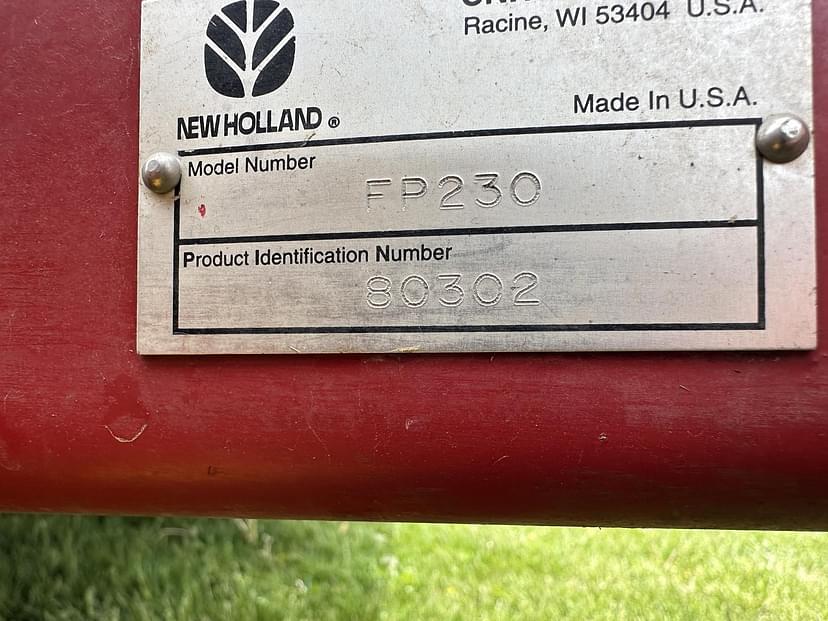 Racine, WI 53404 U.S.A.
Made In U.S.A.
NEW HOLLAND ®
Model Number
FP230
Product Identification Number
80302